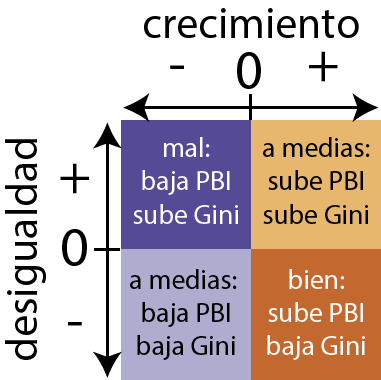 crecimiento
- 0 +
desigualdad
+
0
-
mal:
baja PBI
sube Gini
a medias:
sube PBI
sube Gini
a medias:
baja PBI
baja Gini
bien:
sube PBI
baja Gini